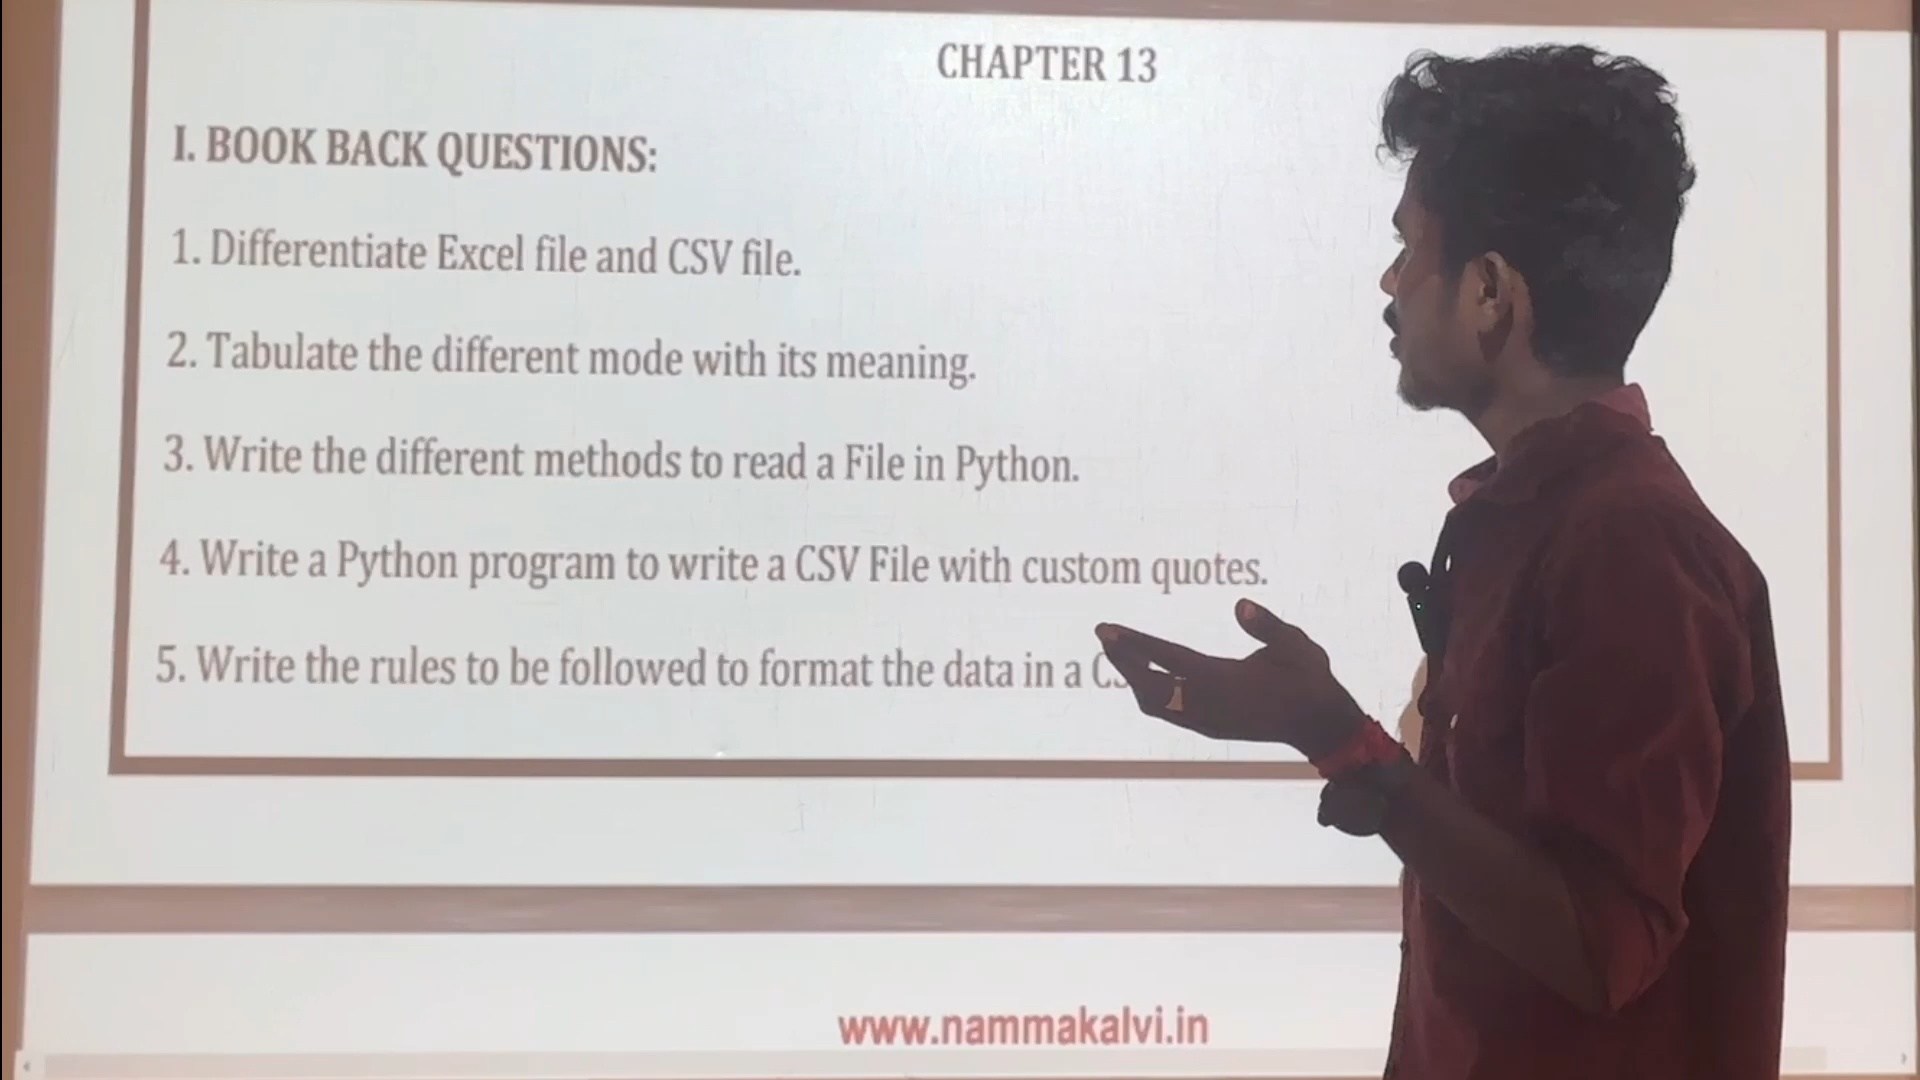 CHAPTER 13
I. BOOK BACK QUESTIONS:
1. Differentiate Excel file and CSV file.
2. Tabulate the different mode with its meaning.
3. Write the different methods to read a File in Python.
4. Write a Python program to write a CSV File with custom quotes.
5. Write the rules to be followed to format the data in a
www.nammakalvi.in